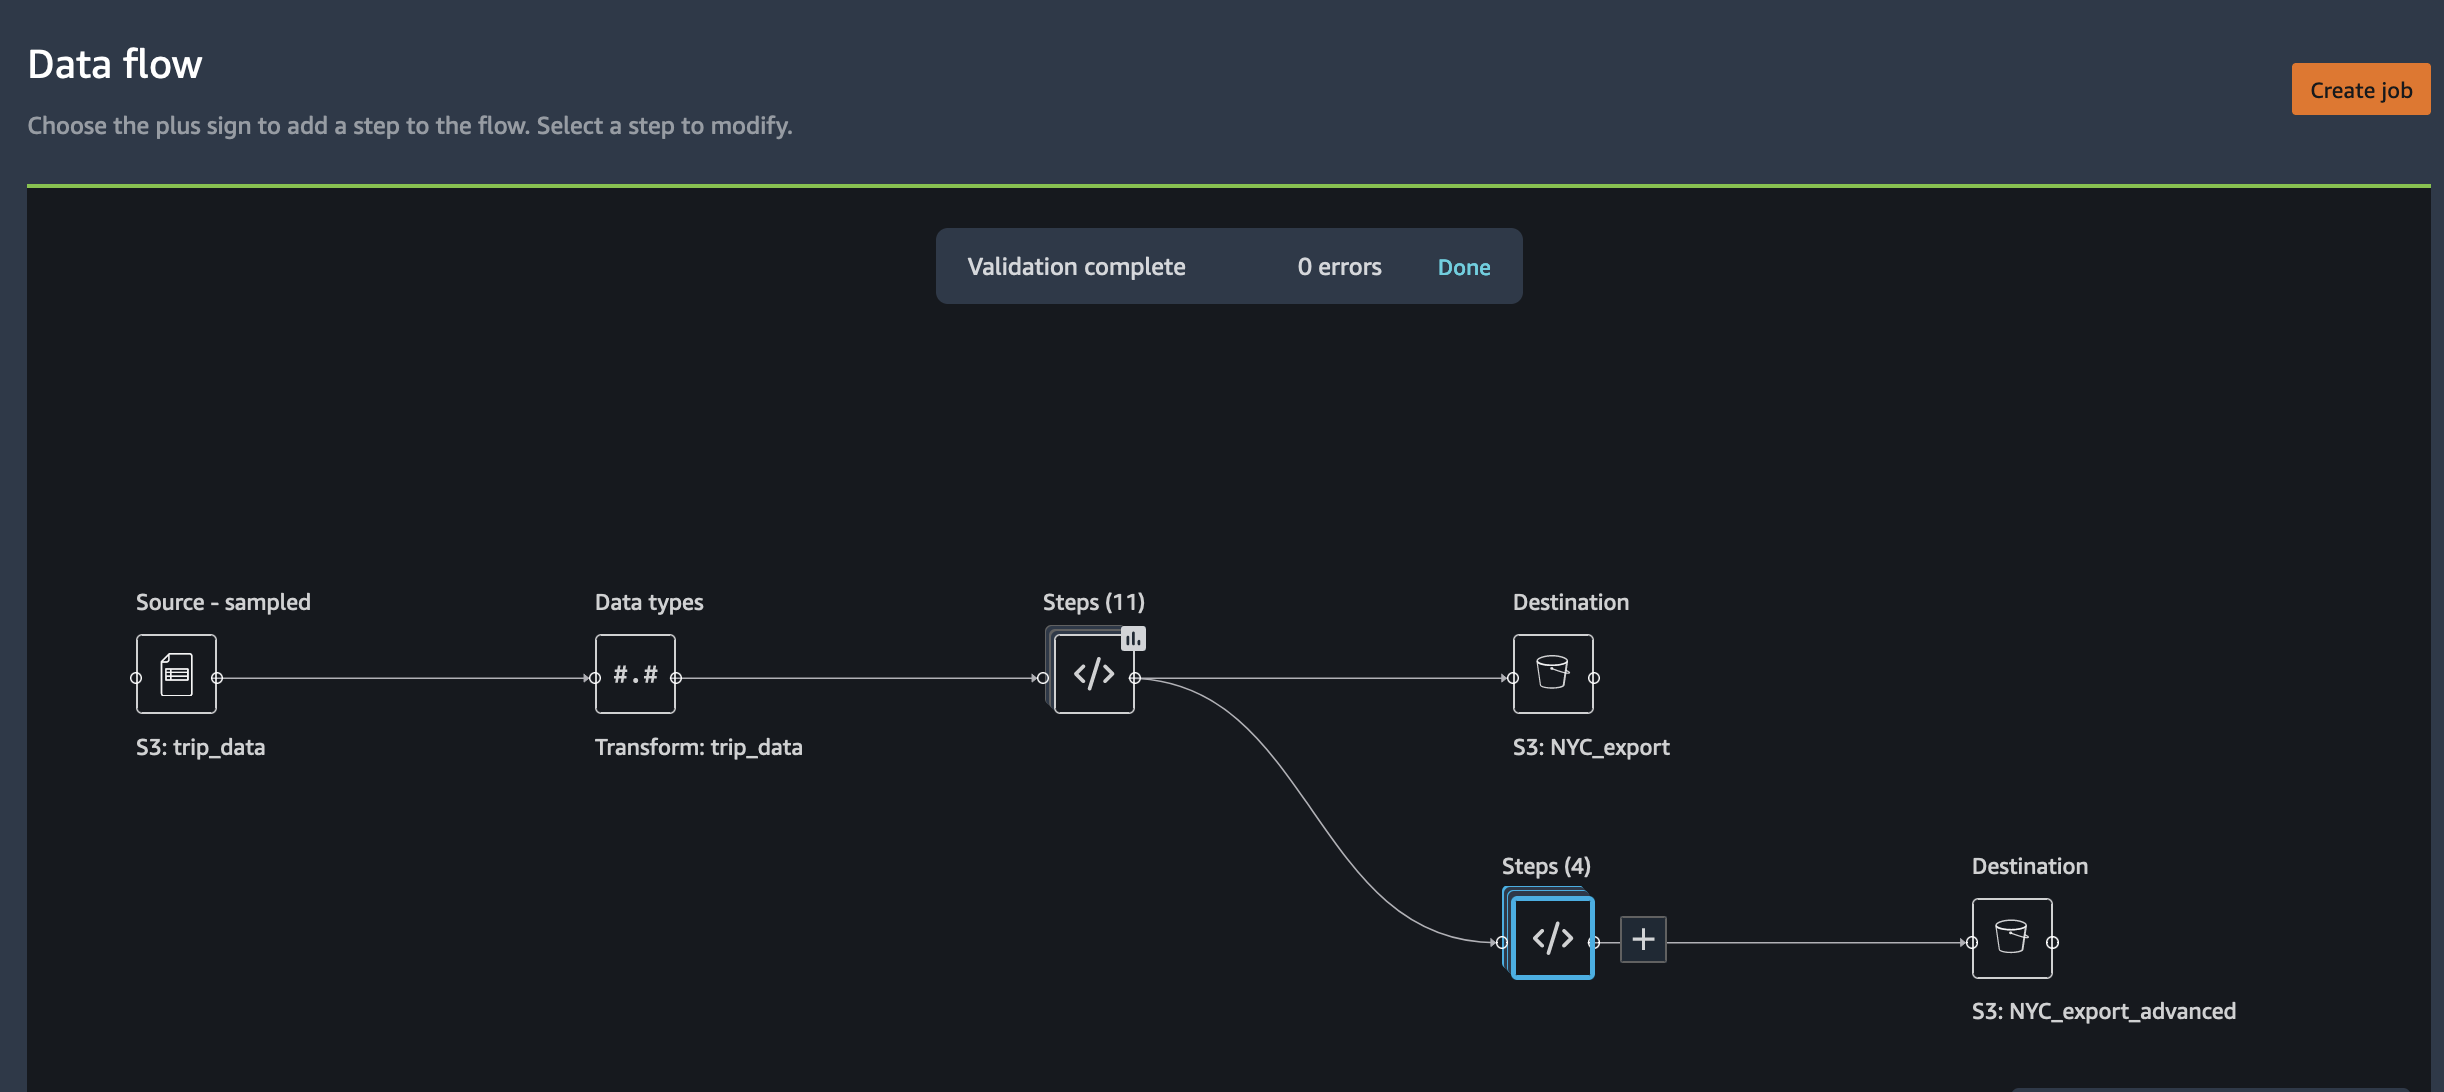 Data flow
Create job
Choose the plus sign to add a step to the flow. Select a step to modify.
Validation complete 0 errors Done
Source - sampled
Data types
Steps (11)
Destination
#.#
</>
S3: trip_data
Transform: trip_data
S3: NYC_export
Steps (4)
Destination
</>
+
S3: NYC_export_advanced